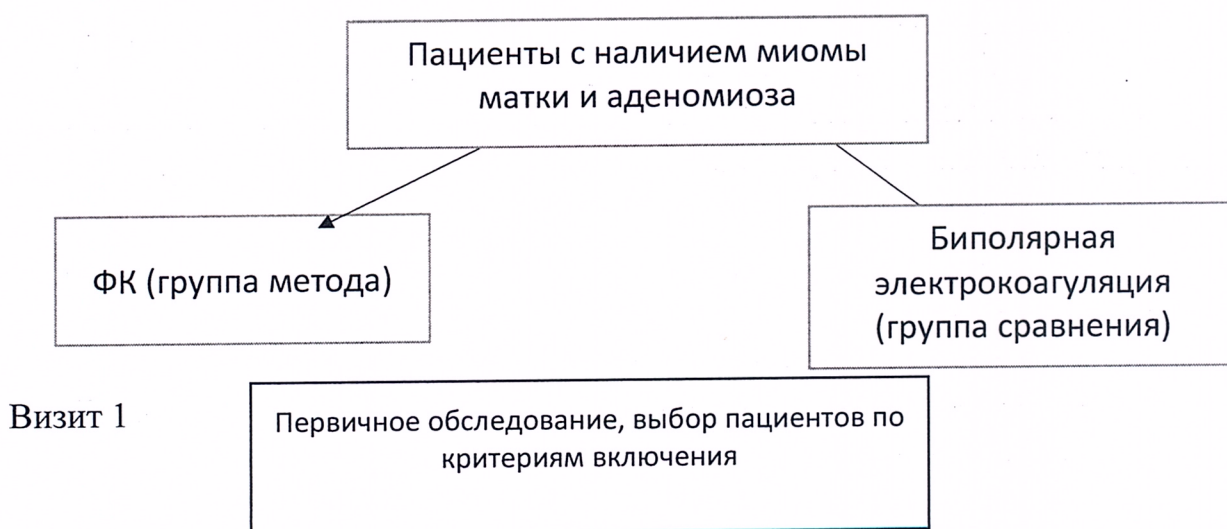 Пациенты с наличием миомы
матки и аденомиоза
ФК (группа метода)
Биполярная
электрокоагуляция
(группа сравнения)
Визит 1
Первичное обследование, выбор пациентов по
критериям включения